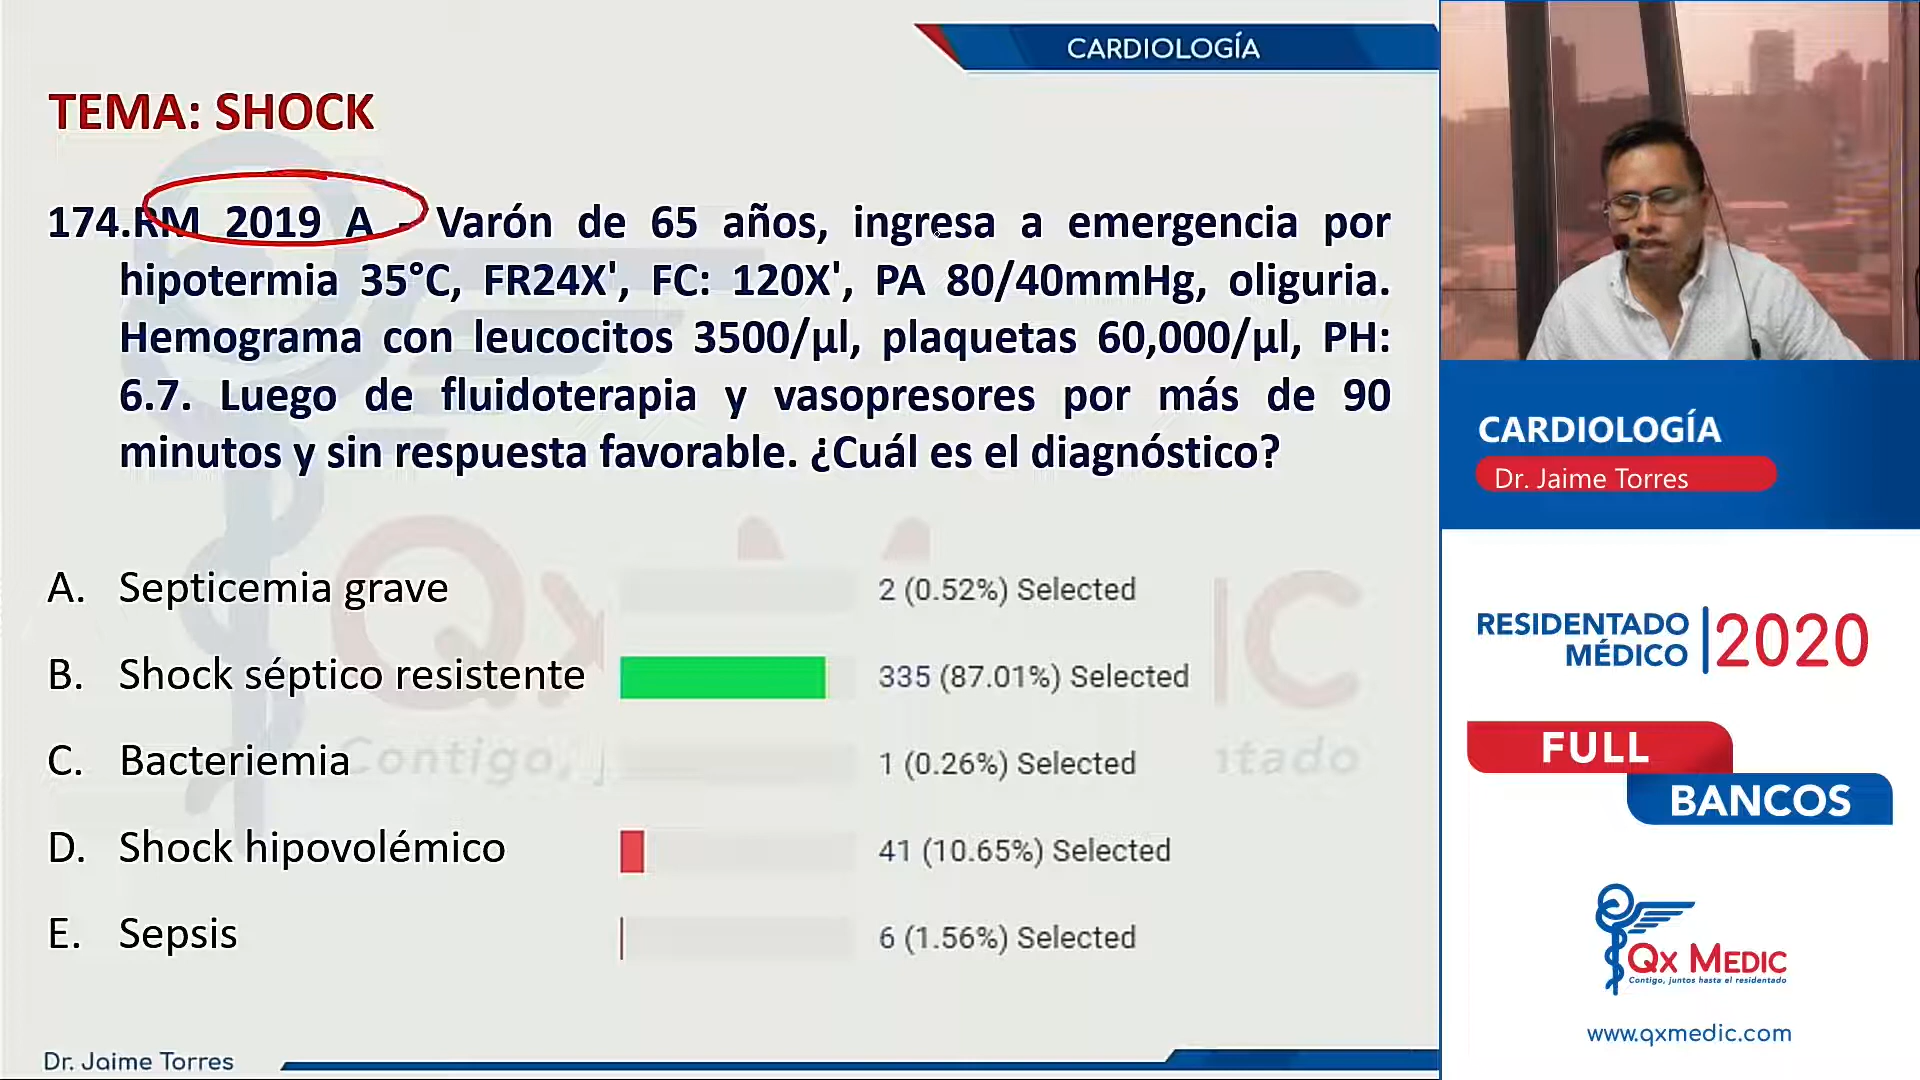 CARDIOLOGÍA
TEMA: SHOCK
174.RM 2019 A - Varón de 65 años, ingresa a emergencia por
hipotermia 35°C, FR24X', FC: 120X', PA 80/40mmHg, oliguria.
Hemograma con leucocitos 3500/µl, plaquetas 60,000/µl, PH:
6.7. Luego de fluidoterapia y vasopresores por más de 90
minutos y sin respuesta favorable. ¿Cuál es el diagnóstico?
A. Septicemia grave 2 (0.52%) Selected
B. Shock séptico resistente 335 (87.01%) Selected
C. Bacteriemia 1 (0.26%) Selected
D. Shock hipovolémico 41 (10.65%) Selected
E. Sepsis 6 (1.56%) Selected
Dr. Jaime Torres
CARDIOLOGÍA
Dr. Jaime Torres
RESIDENTADO
MÉDICO 2020
FULL
BANCOS
Qx MEDIC
Contigo, juntos hasta el residentado
www.qxmedic.com